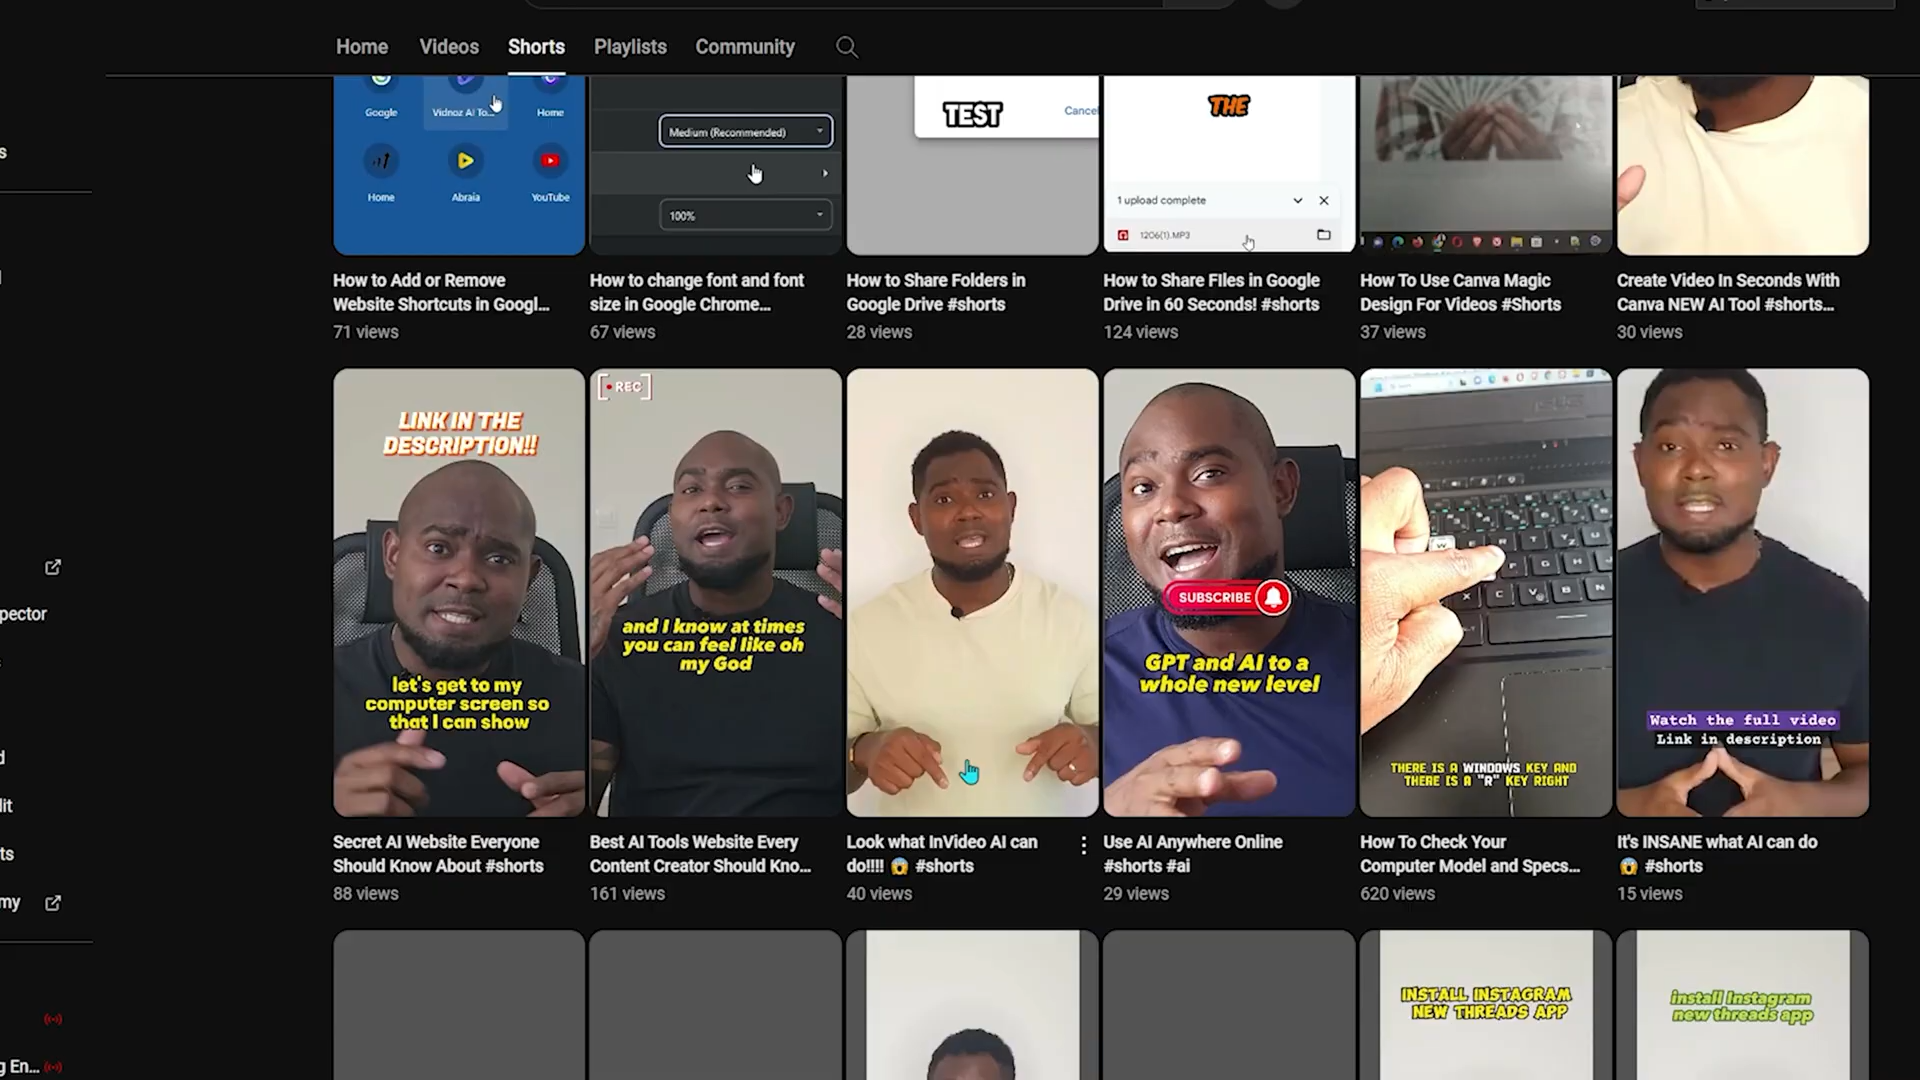 Home Videos Shorts Playlists Community
Google Vidnoz AI To... Home
Home Abraia YouTube
Medium (Recommended)
100%
TEST
Cancel
THE
1 upload complete
1206(1).MP3
How to Add or Remove
Website Shortcuts in Googl...
71 views
How to change font and font
size in Google Chrome...
67 views
How to Share Folders in
Google Drive #shorts
28 views
How to Share FIles in Google
Drive in 60 Seconds! #shorts
124 views
How To Use Canva Magic
Design For Videos #Shorts
37 views
Create Video In Seconds With
Canva NEW AI Tool #shorts...
30 views
LINK IN THE
DESCRIPTION!!
let's get to my
computer screen so
that I can show
REC
and I know at times
you can feel like oh
my God
SUBSCRIBE
GPT and AI to a
whole new level
THERE IS A WINDOWS KEY AND
THERE IS A "R" KEY RIGHT
Watch the full video
Link in description
Secret AI Website Everyone
Should Know About #shorts
88 views
Best AI Tools Website Every
Content Creator Should Kno...
161 views
Look what InVideo AI can
do!!!! 😱 #shorts
40 views
Use AI Anywhere Online
#shorts #ai
29 views
How To Check Your
Computer Model and Specs...
620 views
It's INSANE what AI can do
😱 #shorts
15 views
INSTALL INSTAGRAM
NEW THREADS APP
install Instagram
new threads app